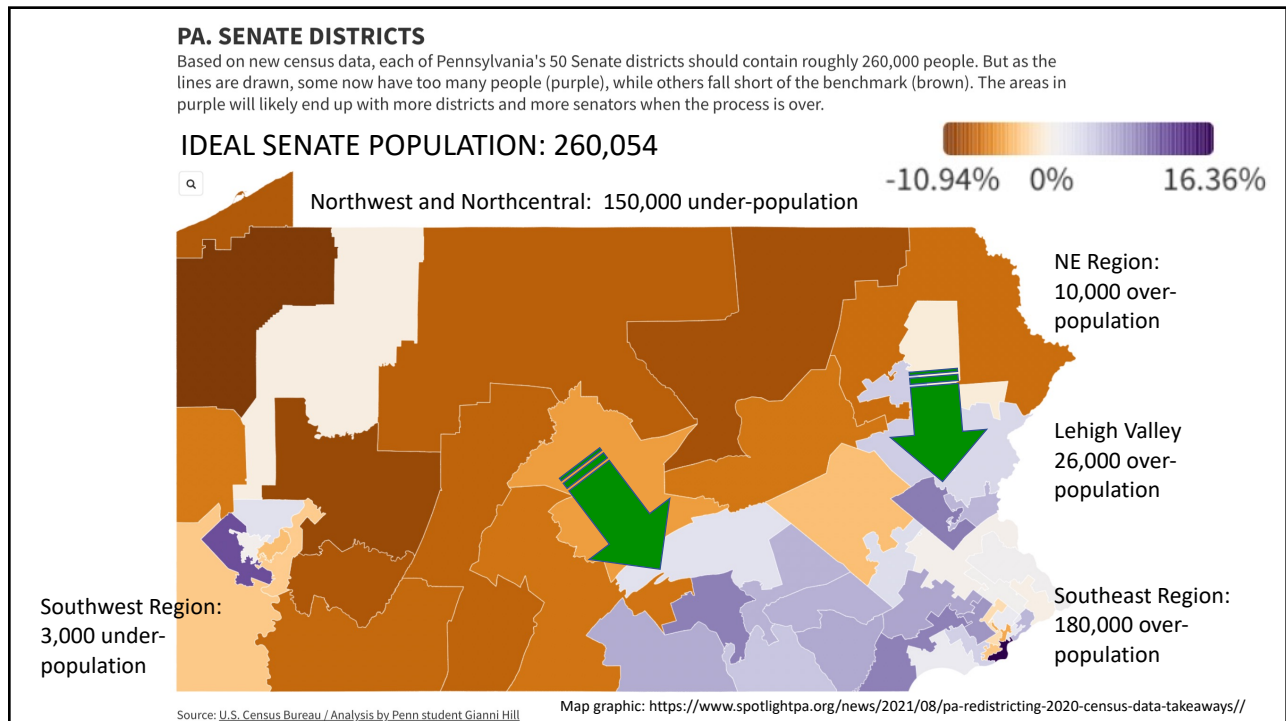 PA. SENATE DISTRICTS
Based on new census data, each of Pennsylvania's 50 Senate districts should contain roughly 260,000 people. But as the
lines are drawn, some now have too many people (purple), while others fall short of the benchmark (brown). The areas in
purple will likely end up with more districts and more senators when the process is over.
IDEAL SENATE POPULATION: 260,054
-10.94% 0% 16.36%
Northwest and Northcentral: 150,000 under-population
NE Region:
10,000 over-
population
Lehigh Valley
26,000 over-
population
Southwest Region:
3,000 under-
population
Southeast Region:
180,000 over-
population
Source: U.S. Census Bureau / Analysis by Penn student Gianni Hill
Map graphic: https://www.spotlightpa.org/news/2021/08/pa-redistricting-2020-census-data-takeaways//